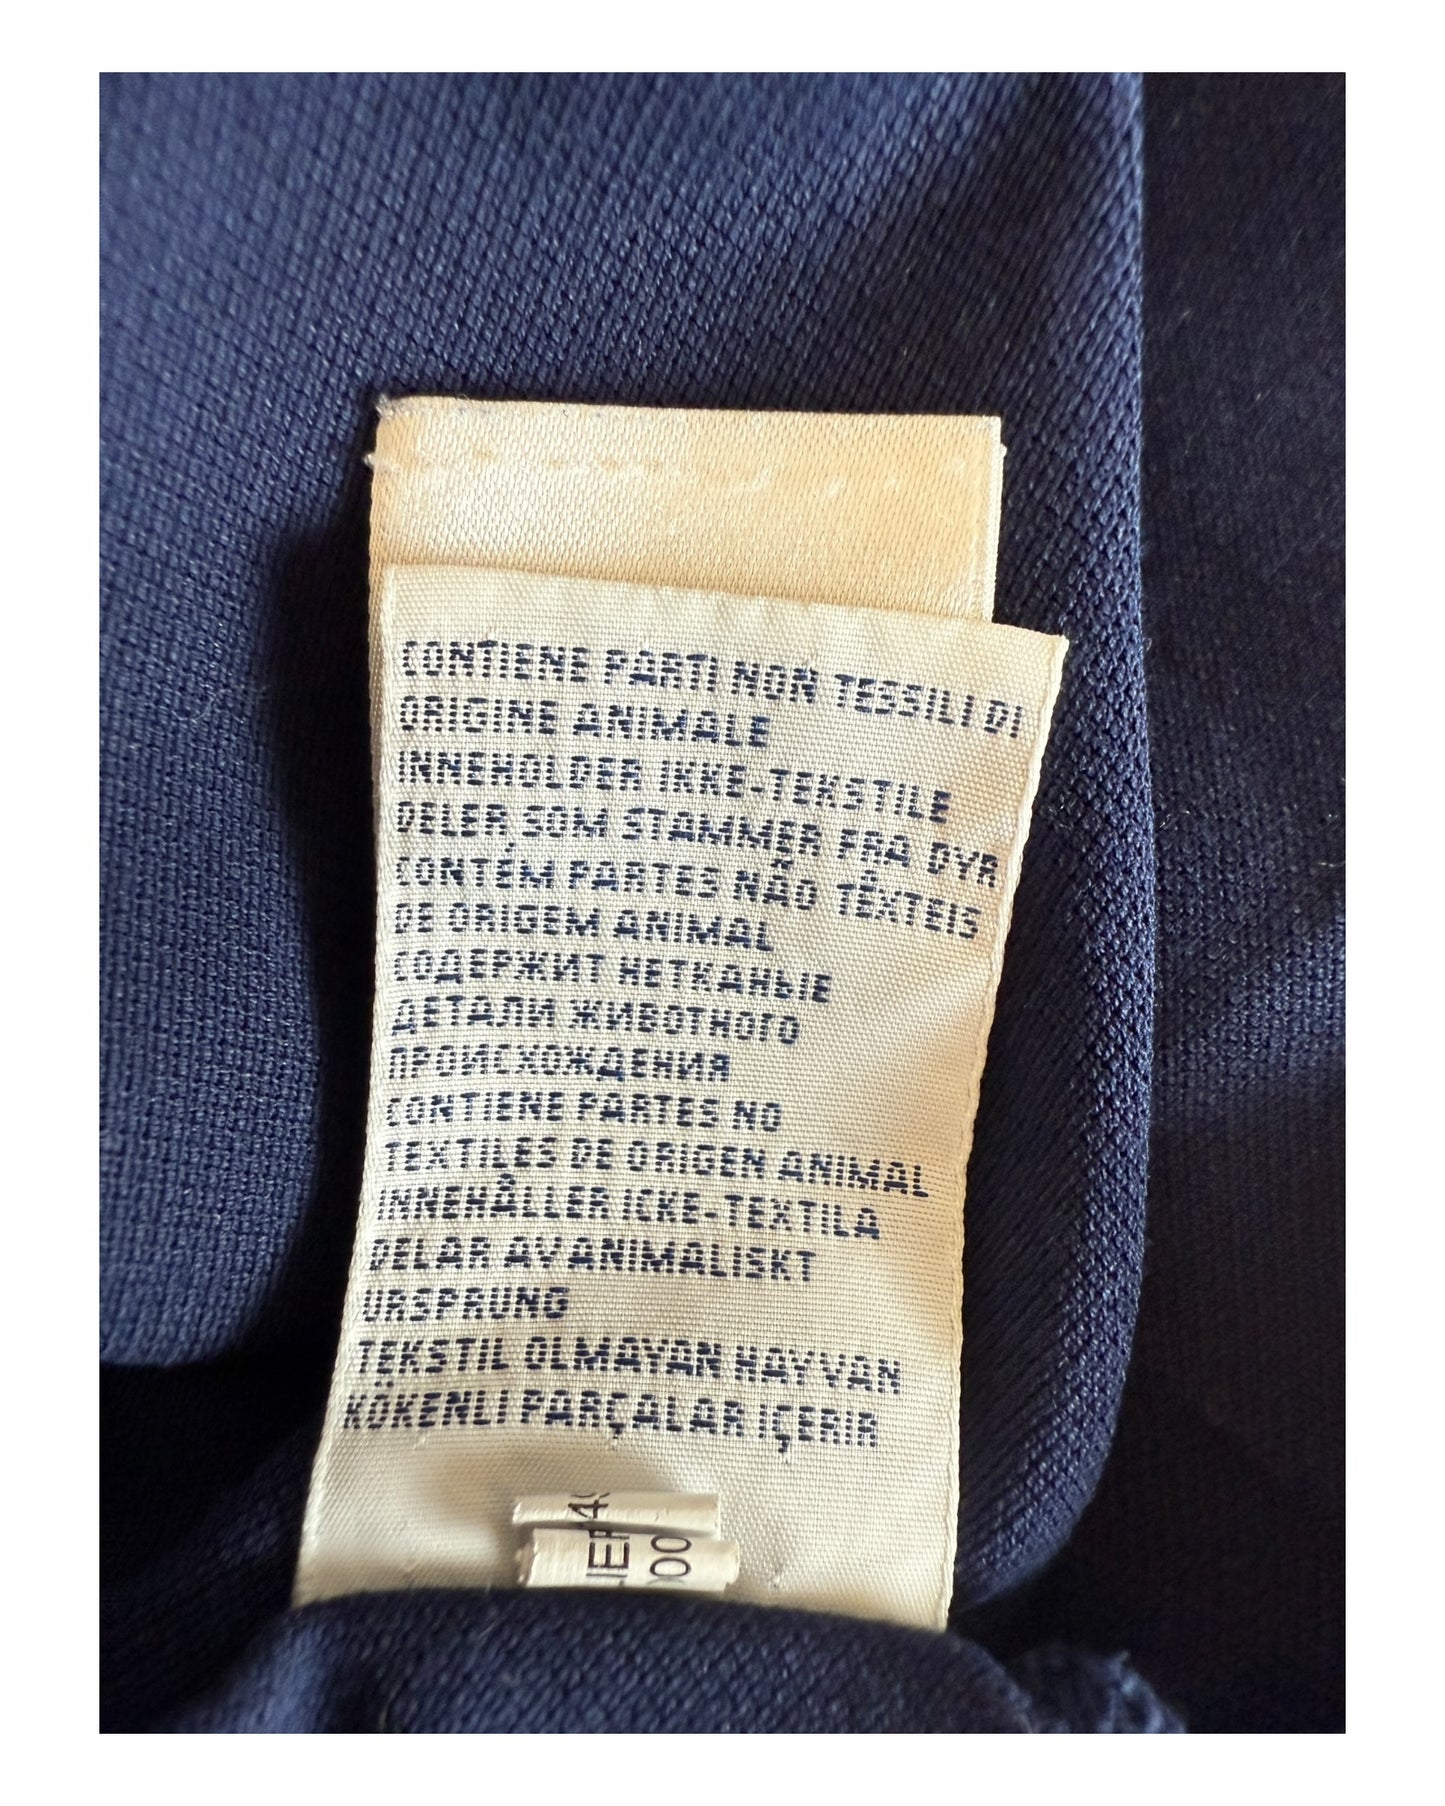 CONTIENE PARTI NON TESSILI DI
ORIGINE ANIMALE
INNEHOLDER IKKE-TEKSTILE
DELER SOM STAMMER FRA DYR
CONTÉM PARTES NÃO TÊXTEIS
DE ORIGEM ANIMAL
СОДЕРЖИТ НЕТКАНЫЕ
ДЕТАЛИ ЖИВОТНОГО
ПРОИСХОЖДЕНИЯ
CONTIENE PARTES NO
TEXTILES DE ORIGEN ANIMAL
INNEHÅLLER ICKE-TEXTILA
DELAR AV ANIMALISKT
URSPRUNG
TEKSTIL OLMAYAN HAYVAN
KÖKENLI PARÇALAR IÇERIR